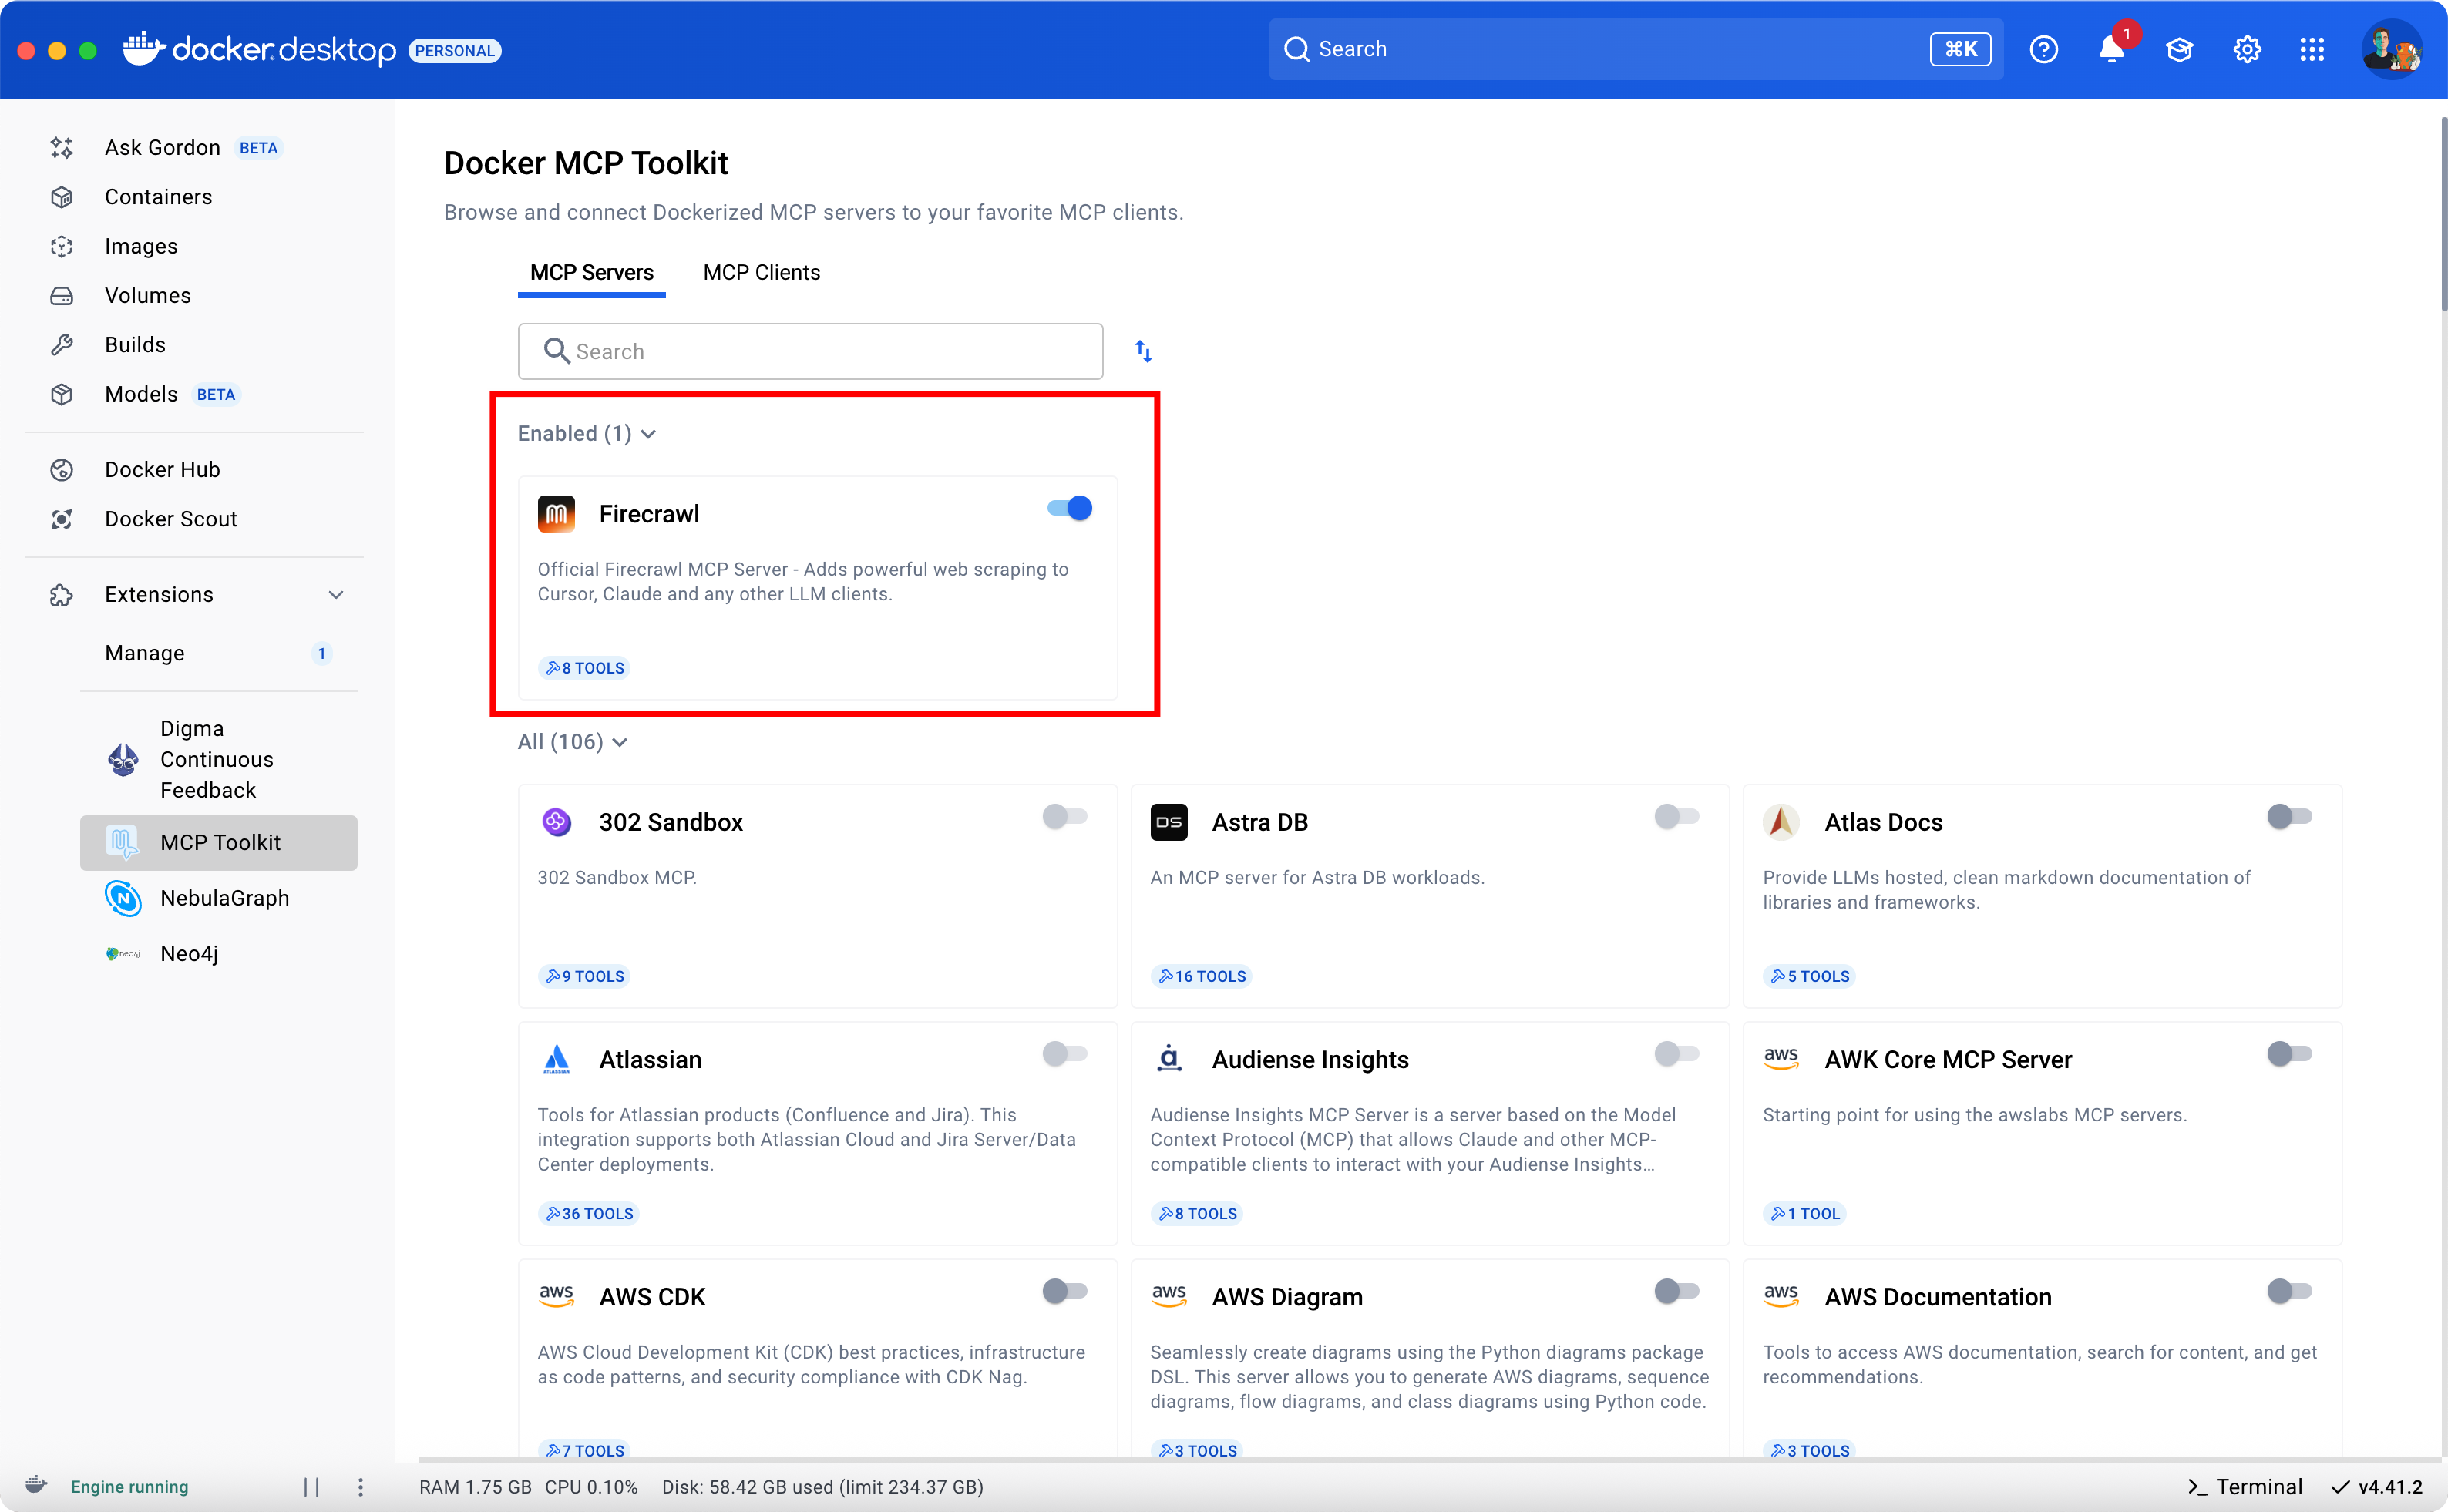 docker.desktop PERSONAL
Search
⌘K
1
Ask Gordon BETA
Containers
Images
Volumes
Builds
Models BETA
Docker Hub
Docker Scout
Extensions
Manage 1
Digma
Continuous
Feedback
MCP Toolkit
NebulaGraph
neo4j Neo4j
Docker MCP Toolkit
Browse and connect Dockerized MCP servers to your favorite MCP clients.
MCP Servers MCP Clients
Search
Enabled (1)
Firecrawl
Official Firecrawl MCP Server - Adds powerful web scraping to
Cursor, Claude and any other LLM clients.
8 TOOLS
All (106)
302 Sandbox
302 Sandbox MCP.
9 TOOLS
DS Astra DB
An MCP server for Astra DB workloads.
16 TOOLS
Atlas Docs
Provide LLMs hosted, clean markdown documentation of
libraries and frameworks.
5 TOOLS
ATLASSIAN Atlassian
Tools for Atlassian products (Confluence and Jira). This
integration supports both Atlassian Cloud and Jira Server/Data
Center deployments.
36 TOOLS
Audiense Insights
Audiense Insights MCP Server is a server based on the Model
Context Protocol (MCP) that allows Claude and other MCP-
compatible clients to interact with your Audiense Insights...
8 TOOLS
aws AWK Core MCP Server
Starting point for using the awslabs MCP servers.
1 TOOL
aws AWS CDK
AWS Cloud Development Kit (CDK) best practices, infrastructure
as code patterns, and security compliance with CDK Nag.
7 TOOLS
aws AWS Diagram
Seamlessly create diagrams using the Python diagrams package
DSL. This server allows you to generate AWS diagrams, sequence
diagrams, flow diagrams, and class diagrams using Python code.
3 TOOLS
aws AWS Documentation
Tools to access AWS documentation, search for content, and get
recommendations.
3 TOOLS
Engine running
RAM 1.75 GB CPU 0.10% Disk: 58.42 GB used (limit 234.37 GB)
>_ Terminal
v4.41.2